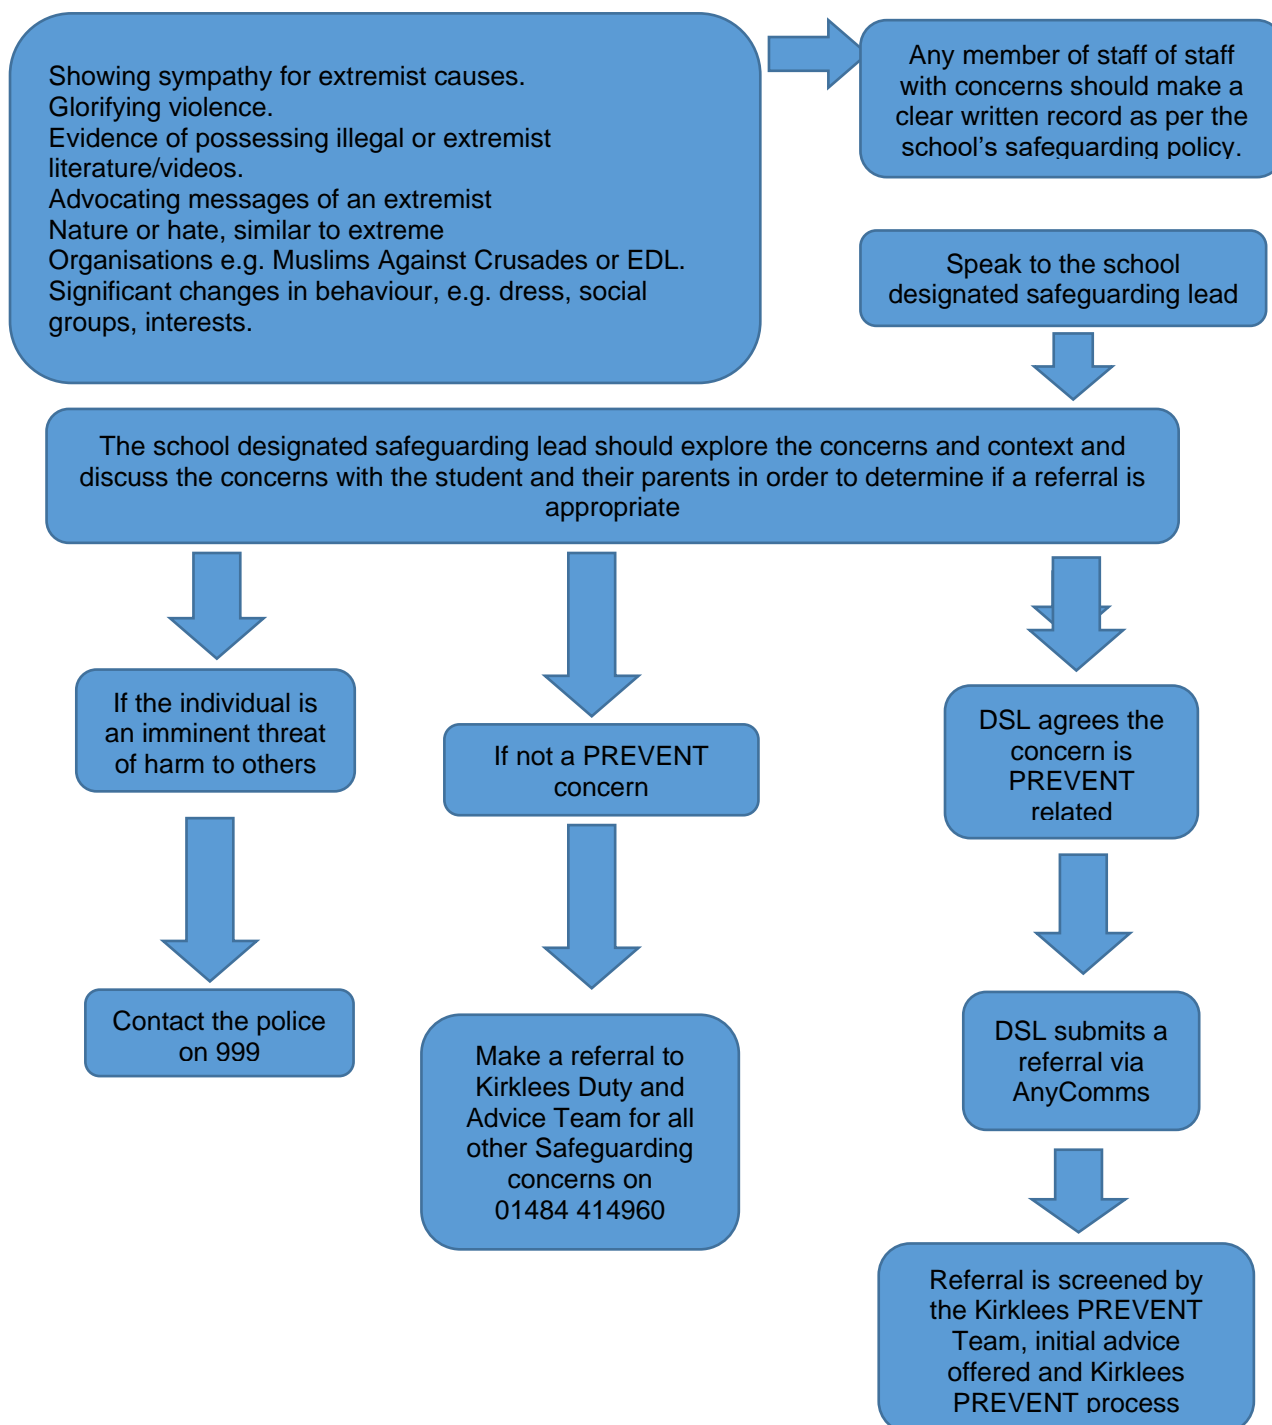 Showing sympathy for extremist causes.
Glorifying violence.
Evidence of possessing illegal or extremist
literature/videos.
Advocating messages of an extremist
Nature or hate, similar to extreme
Organisations e.g. Muslims Against Crusades or EDL.
Significant changes in behaviour, e.g. dress, social
groups, interests.
Any member of staff of staff
with concerns should make a
clear written record as per the
school’s safeguarding policy.
Speak to the school
designated safeguarding lead
The school designated safeguarding lead should explore the concerns and context and
discuss the concerns with the student and their parents in order to determine if a referral is
appropriate
If the individual is
an imminent threat
of harm to others
Contact the police
on 999
If not a PREVENT
concern
Make a referral to
Kirklees Duty and
Advice Team for all
other Safeguarding
concerns on
01484 414960
DSL agrees the
concern is
PREVENT
related
DSL submits a
referral via
AnyComms
Referral is screened by
the Kirklees PREVENT
Team, initial advice
offered and Kirklees
PREVENT process